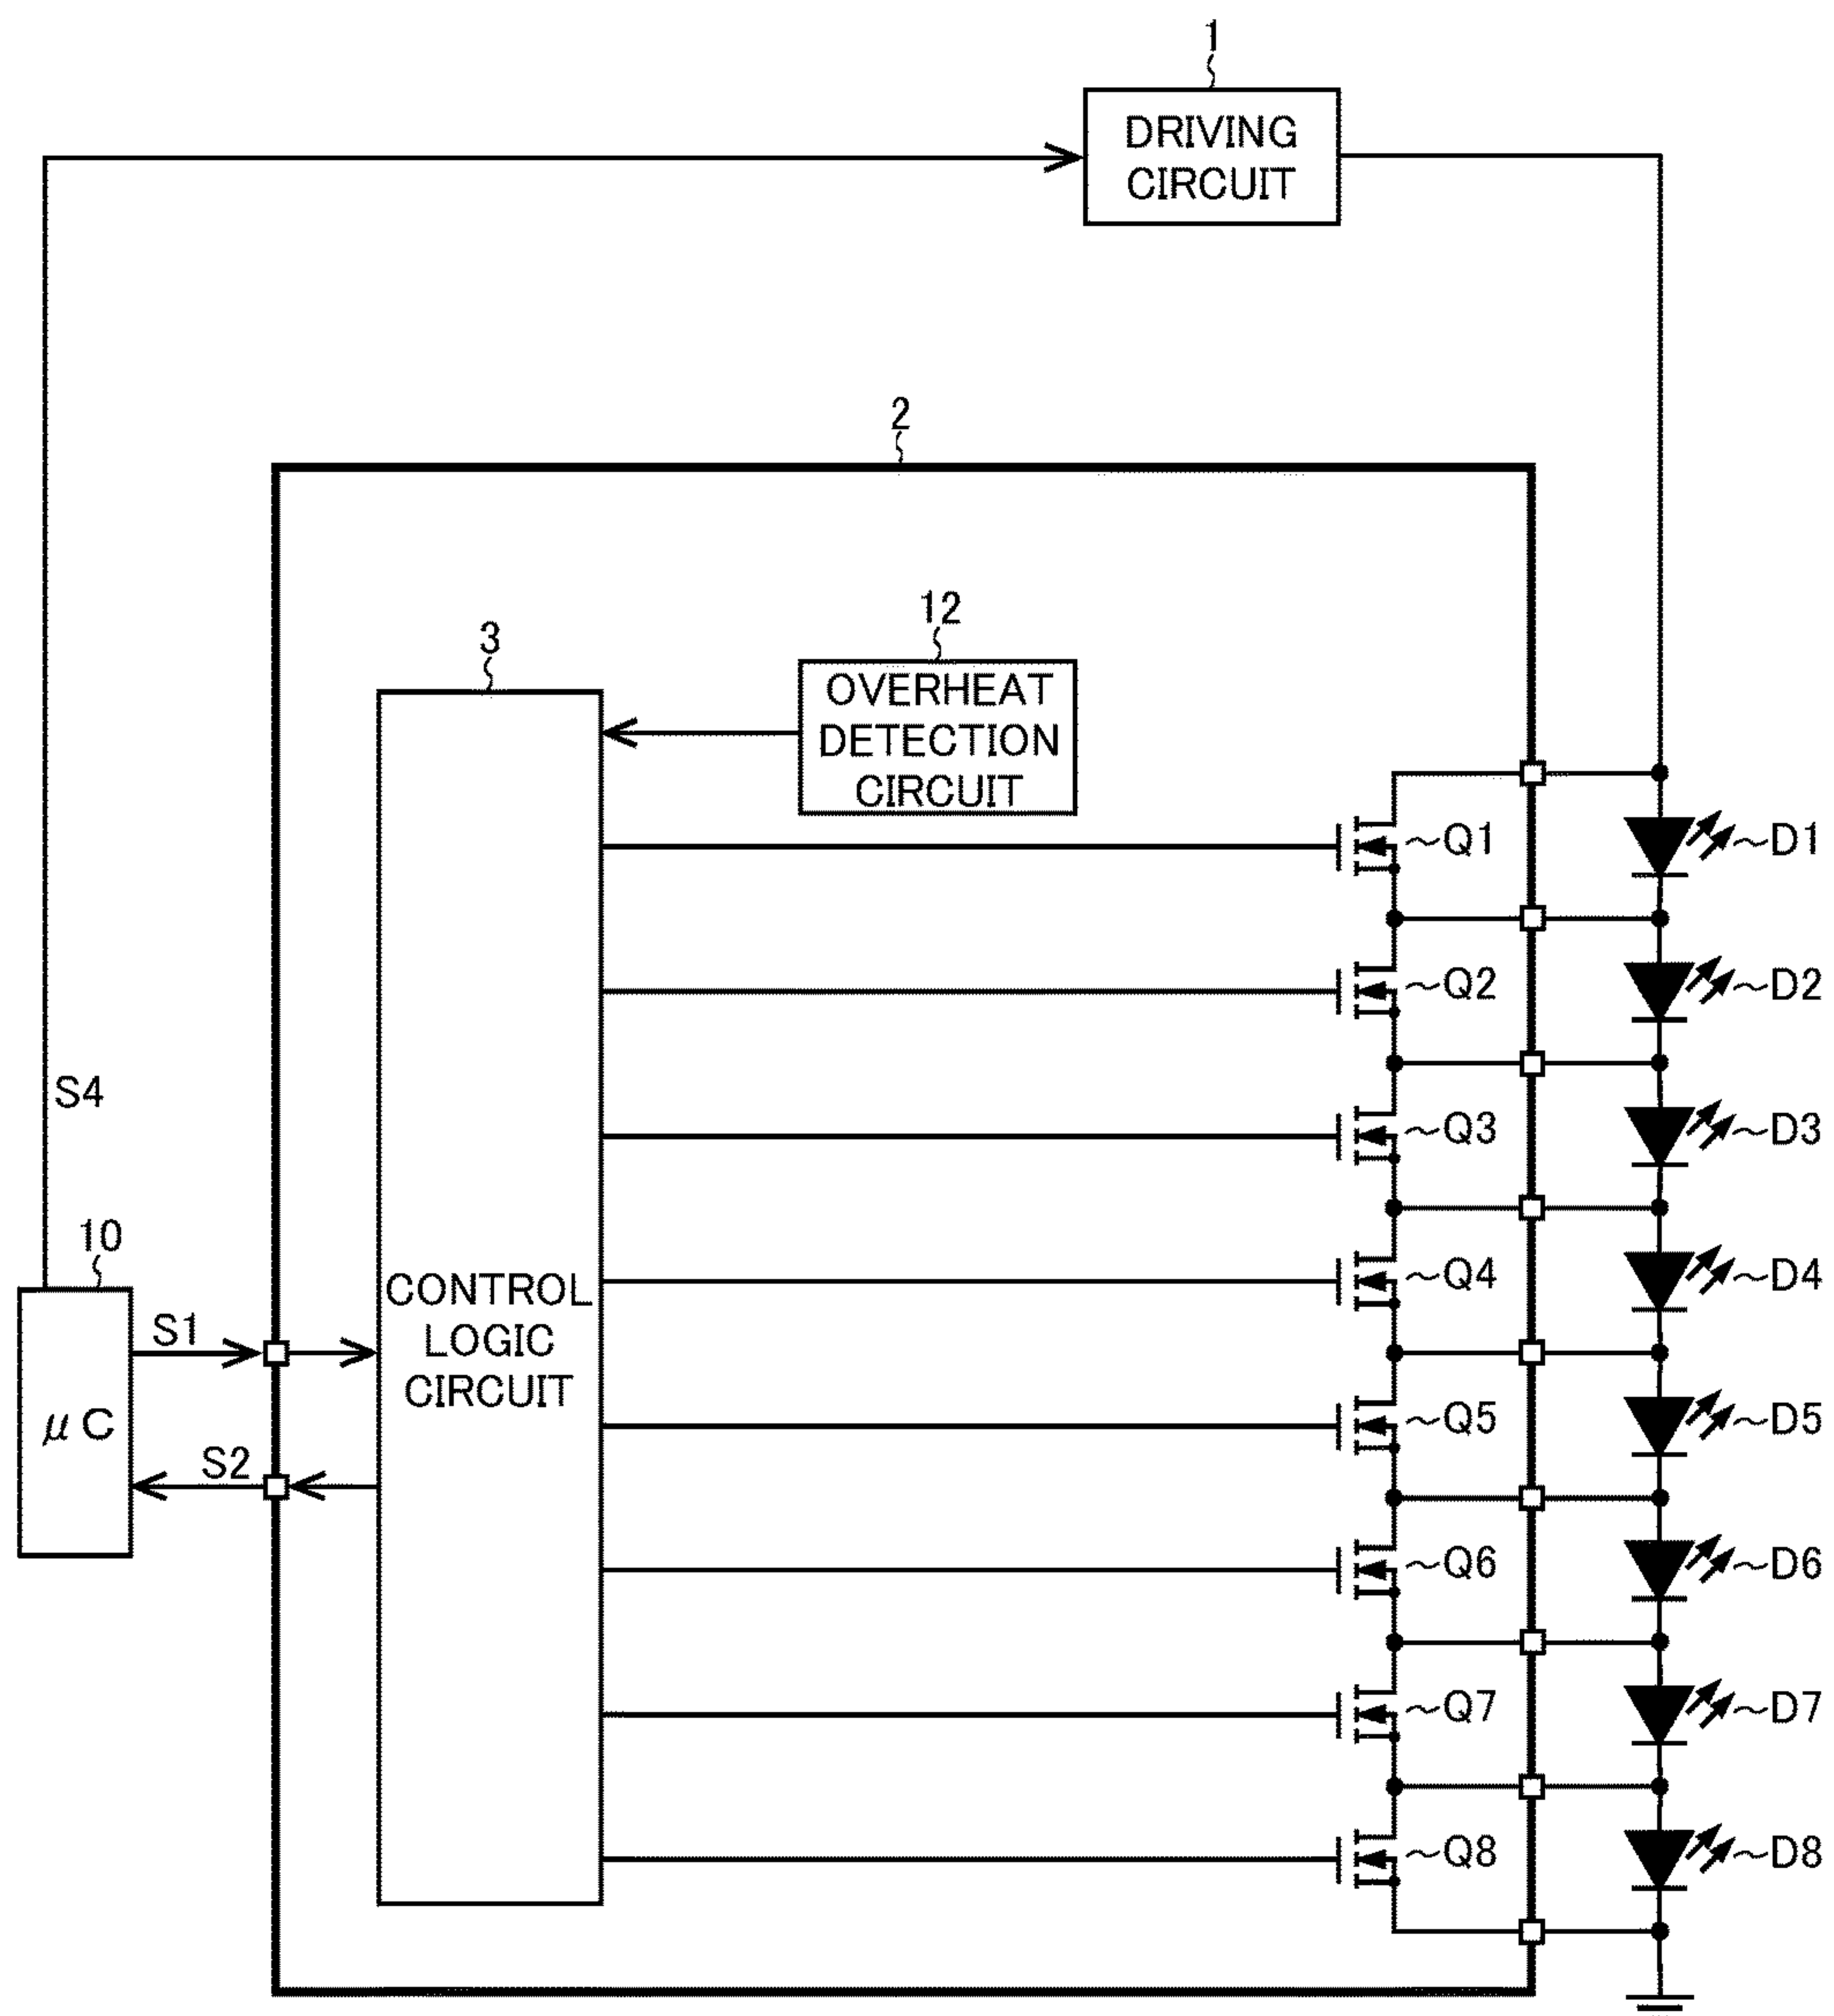 1
DRIVING
CIRCUIT
2
12
3
OVERHEAT
DETECTION
CIRCUIT
Q1
D1
Q2
D2
S4
Q3
D3
10
Q4
D4
CONTROL
LOGIC
CIRCUIT
S1
μC
Q5
D5
S2
Q6
D6
Q7
D7
Q8
D8